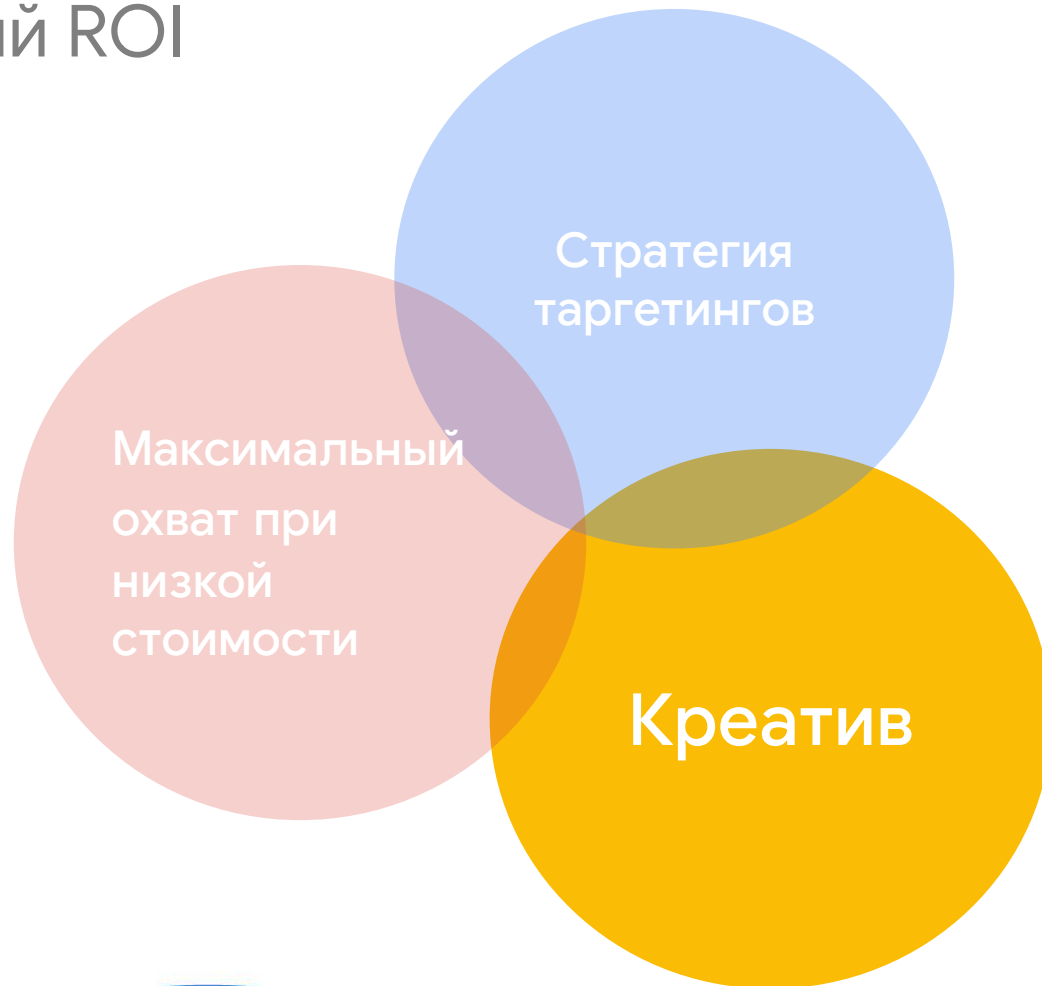 ROI
Стратегия
таргетингов
Максимальный
охват при
низкой
стоимости
Креатив